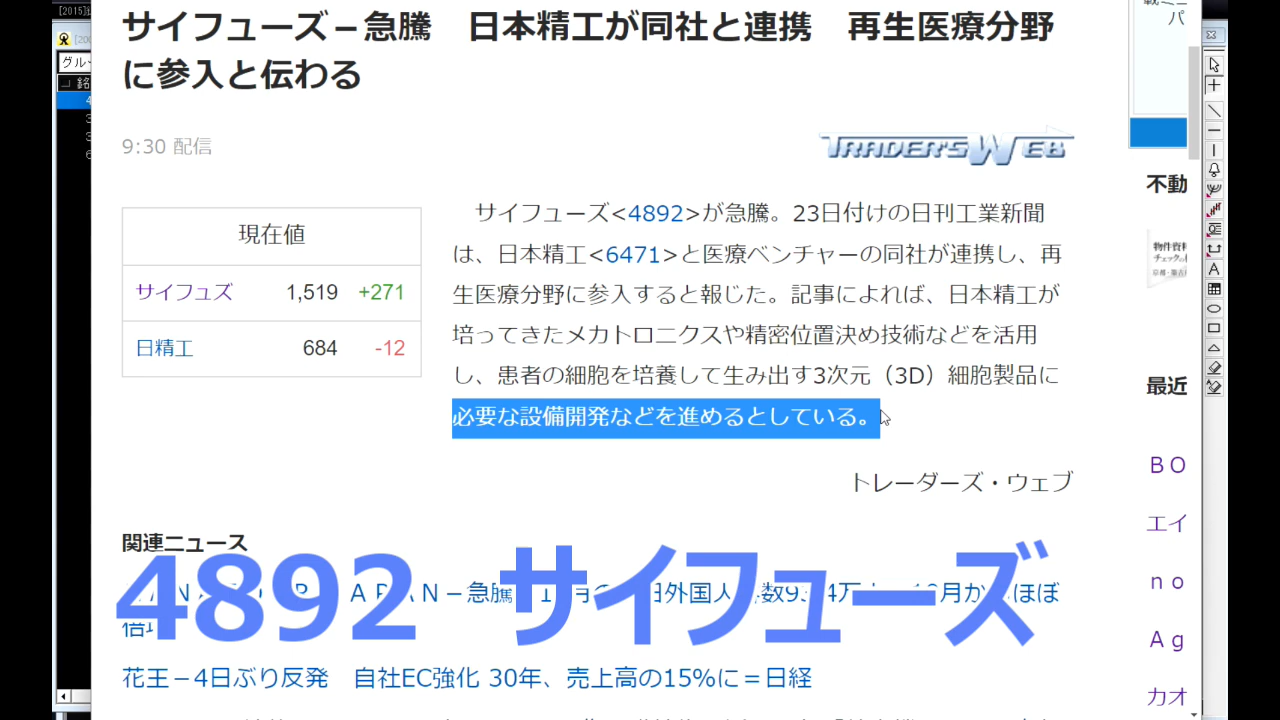 [2015]
サイフューズ－急騰　日本精工が同社と連携　再生医療分野
に参入と伝わる
9:30 配信
TRADER'S WEB
現在値
サイフュズ 1,519 +271
日精工 684 -12
サイフューズ<4892>が急騰。23日付けの日刊工業新聞
は、日本精工<6471>と医療ベンチャーの同社が連携し、再
生医療分野に参入すると報じた。記事によれば、日本精工が
培ってきたメカトロニクスや精密位置決め技術などを活用
し、患者の細胞を培養して生み出す3次元（3D）細胞製品に
必要な設備開発などを進めるとしている。
トレーダーズ・ウェブ
関連ニュース
4892 サイフューズ
花王－4日ぶり反発　自社EC強化 30年、売上高の15%に＝日経
パ
不動
最近
ＢＯ
エイ
ｎｏ
Ａｇ
カオ